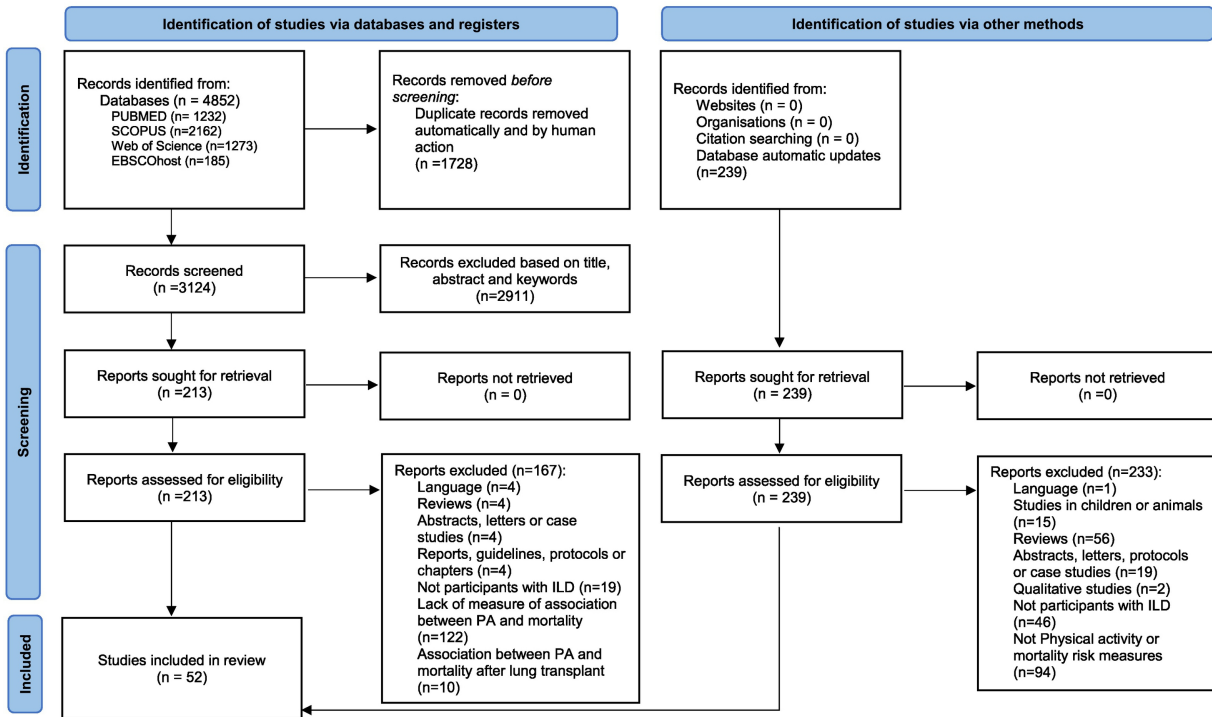 Identification of studies via databases and registers
Identification of studies via other methods
Identification
Records identified from:
Databases (n = 4852)
PUBMED (n= 1232)
SCOPUS (n=2162)
Web of Science (n=1273)
EBSCOhost (n=185)
Records removed before
screening:
Duplicate records removed
automatically and by human
action
(n =1728)
Records identified from:
Websites (n = 0)
Organisations (n = 0)
Citation searching (n = 0)
Database automatic updates
(n=239)
Screening
Records screened
(n =3124)
Records excluded based on title,
abstract and keywords
(n=2911)
Reports sought for retrieval
(n =213)
Reports not retrieved
(n = 0)
Reports sought for retrieval
(n = 239)
Reports not retrieved
(n =0)
Reports assessed for eligibility
(n =213)
Reports excluded (n=167):
Language (n=4)
Reviews (n=4)
Abstracts, letters or case
studies (n=4)
Reports, guidelines, protocols or
chapters (n=4)
Not participants with ILD (n=19)
Lack of measure of association
between PA and mortality
(n=122)
Association between PA and
mortality after lung transplant
(n=10)
Reports assessed for eligibility
(n = 239)
Reports excluded (n=233):
Language (n=1)
Studies in children or animals
(n=15)
Reviews (n=56)
Abstracts, letters, protocols
or case studies (n=19)
Qualitative studies (n=2)
Not participants with ILD
(n=46)
Not Physical activity or
mortality risk measures
(n=94)
Included
Studies included in review
(n = 52)